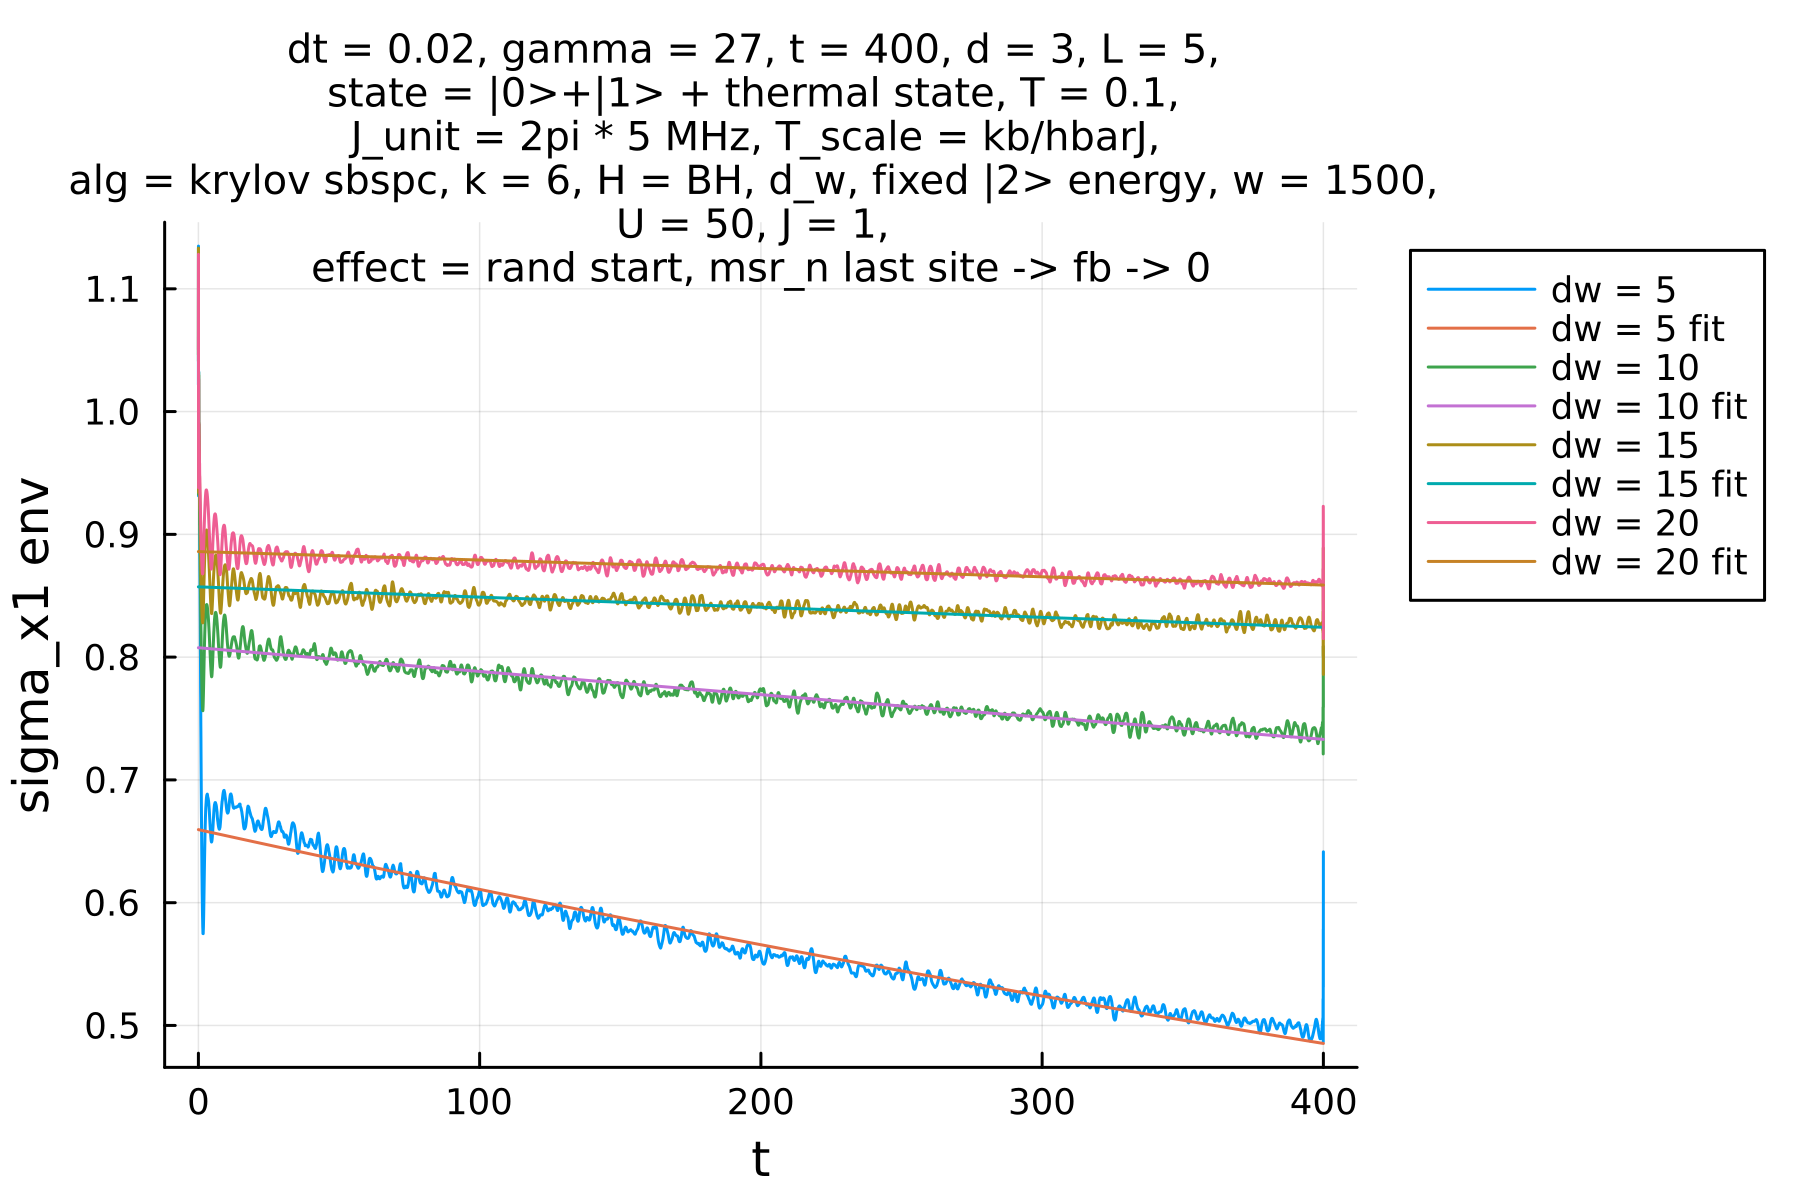 dt = 0.02, gamma = 27, t = 400, d = 3, L = 5,
state = |0>+|1> + thermal state, T = 0.1,
J_unit = 2pi * 5 MHz, T_scale = kb/hbarJ,
alg = krylov sbspc, k = 6, H = BH, d_w, fixed |2> energy, w = 1500,
U = 50, J = 1,
effect = rand start, msr_n last site -> fb -> 0
sigma_x1 env
1.1
1.0
0.9
0.8
0.7
0.6
0.5
0
100
200
300
400
t
dw = 5
dw = 5 fit
dw = 10
dw = 10 fit
dw = 15
dw = 15 fit
dw = 20
dw = 20 fit